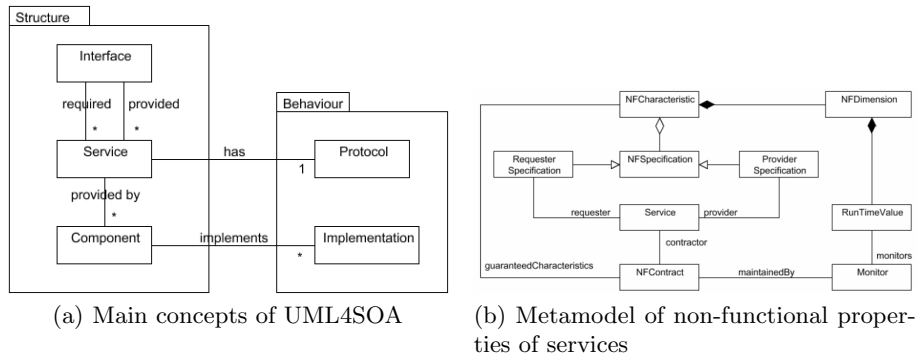 Structure
Interface
required
provided
*
*
Service
provided by
*
Component
Behaviour
has
1
Protocol
implements
*
Implementation
(a) Main concepts of UML4SOA
NFCharacteristic
NFDimension
Requester
Specification
NFSpecification
Provider
Specification
requester
Service
provider
RunTimeValue
contractor
monitors
guaranteedCharacteristics
NFContract
maintainedBy
Monitor
(b) Metamodel of non-functional proper-
ties of services